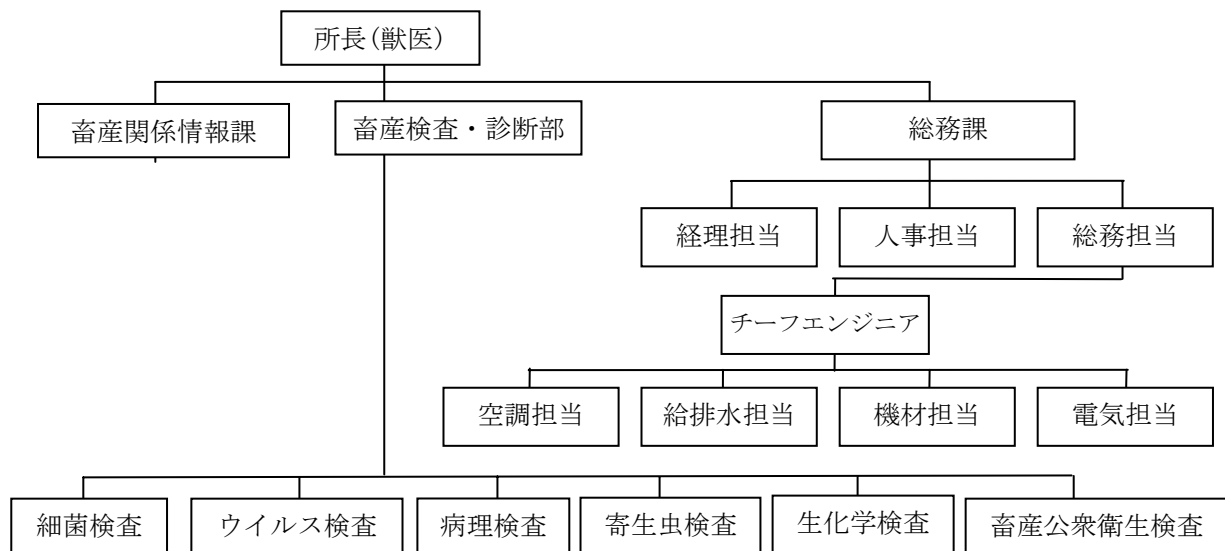 所長(獣医)
畜産関係情報課
畜産検査・診断部
総務課
経理担当
人事担当
総務担当
チーフエンジニア
空調担当
給排水担当
機材担当
電気担当
細菌検査
ウイルス検査
病理検査
寄生虫検査
生化学検査
畜産公衆衛生検査